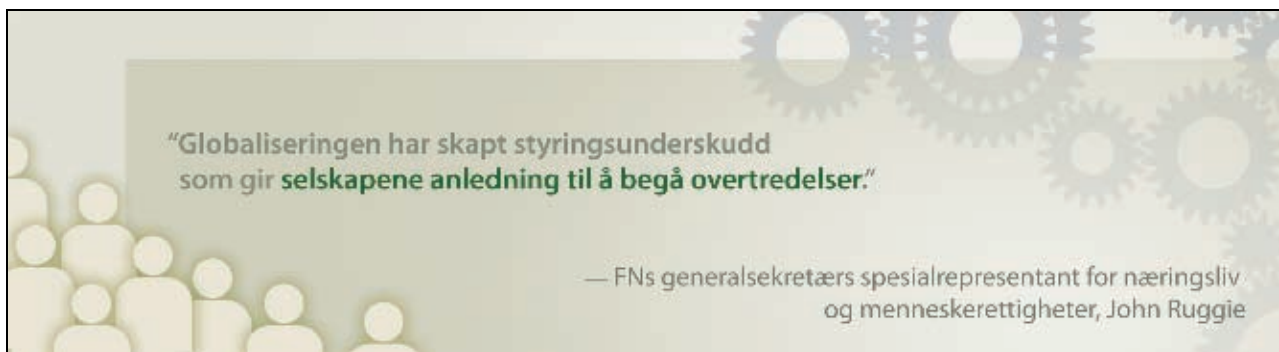 “Globaliseringen har skapt styringsunderskudd
som gir selskapene anledning til å begå overtredelser.”
— FNs generalsekretærs spesialrepresentant for næringsliv
og menneskerettigheter, John Ruggie